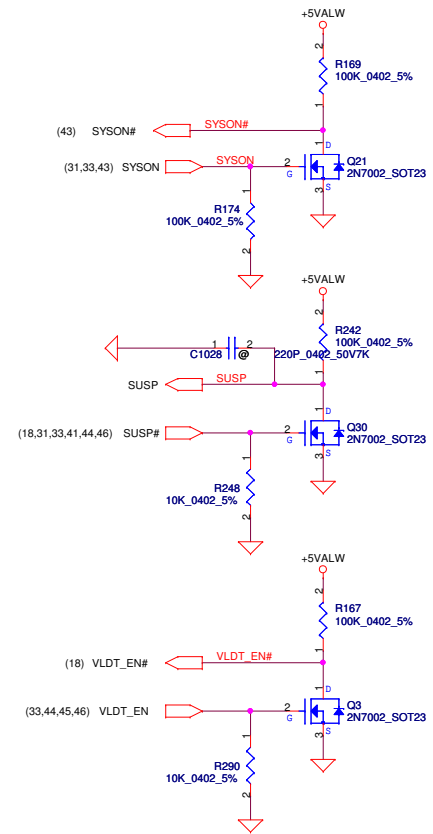 +5VALW
2
R169
100K_0402_5%
1
(43) SYSON# SYSON#
1 D
(31,33,43) SYSON SYSON 2 G
Q21
2N7002_SOT23
3 S
1
R174
100K_0402_5%
2
+5VALW
2
R242
100K_0402_5%
1 2
C1028 @ 220P_0402_50V7K
1
SUSP SUSP
1 D
(18,31,33,41,44,46) SUSP# 2 G
Q30
2N7002_SOT23
3 S
1
R248
10K_0402_5%
2
+5VALW
2
R167
100K_0402_5%
1
(18) VLDT_EN# VLDT_EN#
1 D
(33,44,45,46) VLDT_EN 2 G
Q3
2N7002_SOT23
3 S
1
R290
10K_0402_5%
2